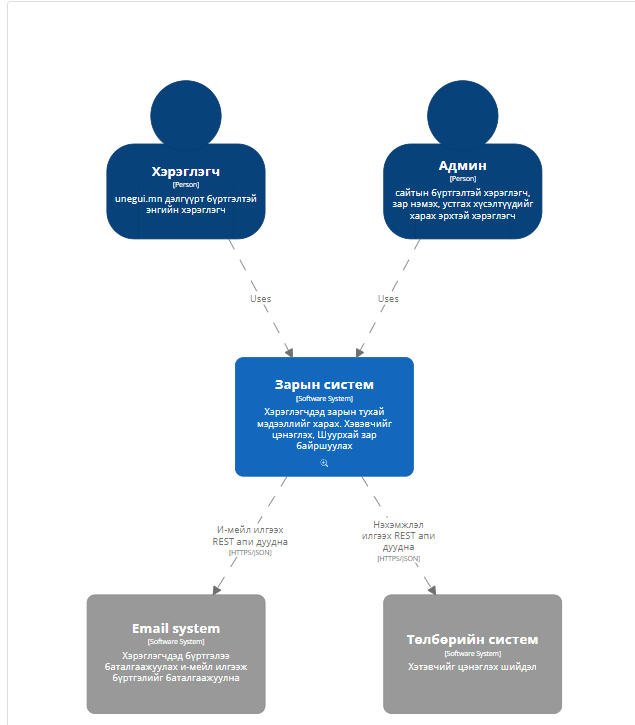 Хэрэглэгч
[Person]
unegui.mn дэлгүүрт бүртгэлтэй
энгийн хэрэглэгч
Админ
[Person]
сайтын бүртгэлтэй хэрэглэгч,
зар нэмэх, устгах хүсэлтүүдийг
харах эрхтэй хэрэглэгч
Uses
Uses
Зарын систем
[Software System]
Хэрэглэгчдэд зарын тухай
мэдээллийг харах. Хэвэвчийг
цэнэглэх, Шуурхай зар
байршуулах
И-мейл илгээх
REST апи дуудна
[HTTPS/JSON]
Нэхэмжлэл
илгээх REST апи
дуудна
[HTTPS/JSON]
Email system
[Software System]
Хэрэглэгчдэд бүртгэлээ
баталгаажуулах и-мейл илгээж
бүртгэлийг баталгаажуулна
Төлбөрийн систем
[Software System]
Хэтэвчийг цэнэглэх шийдэл